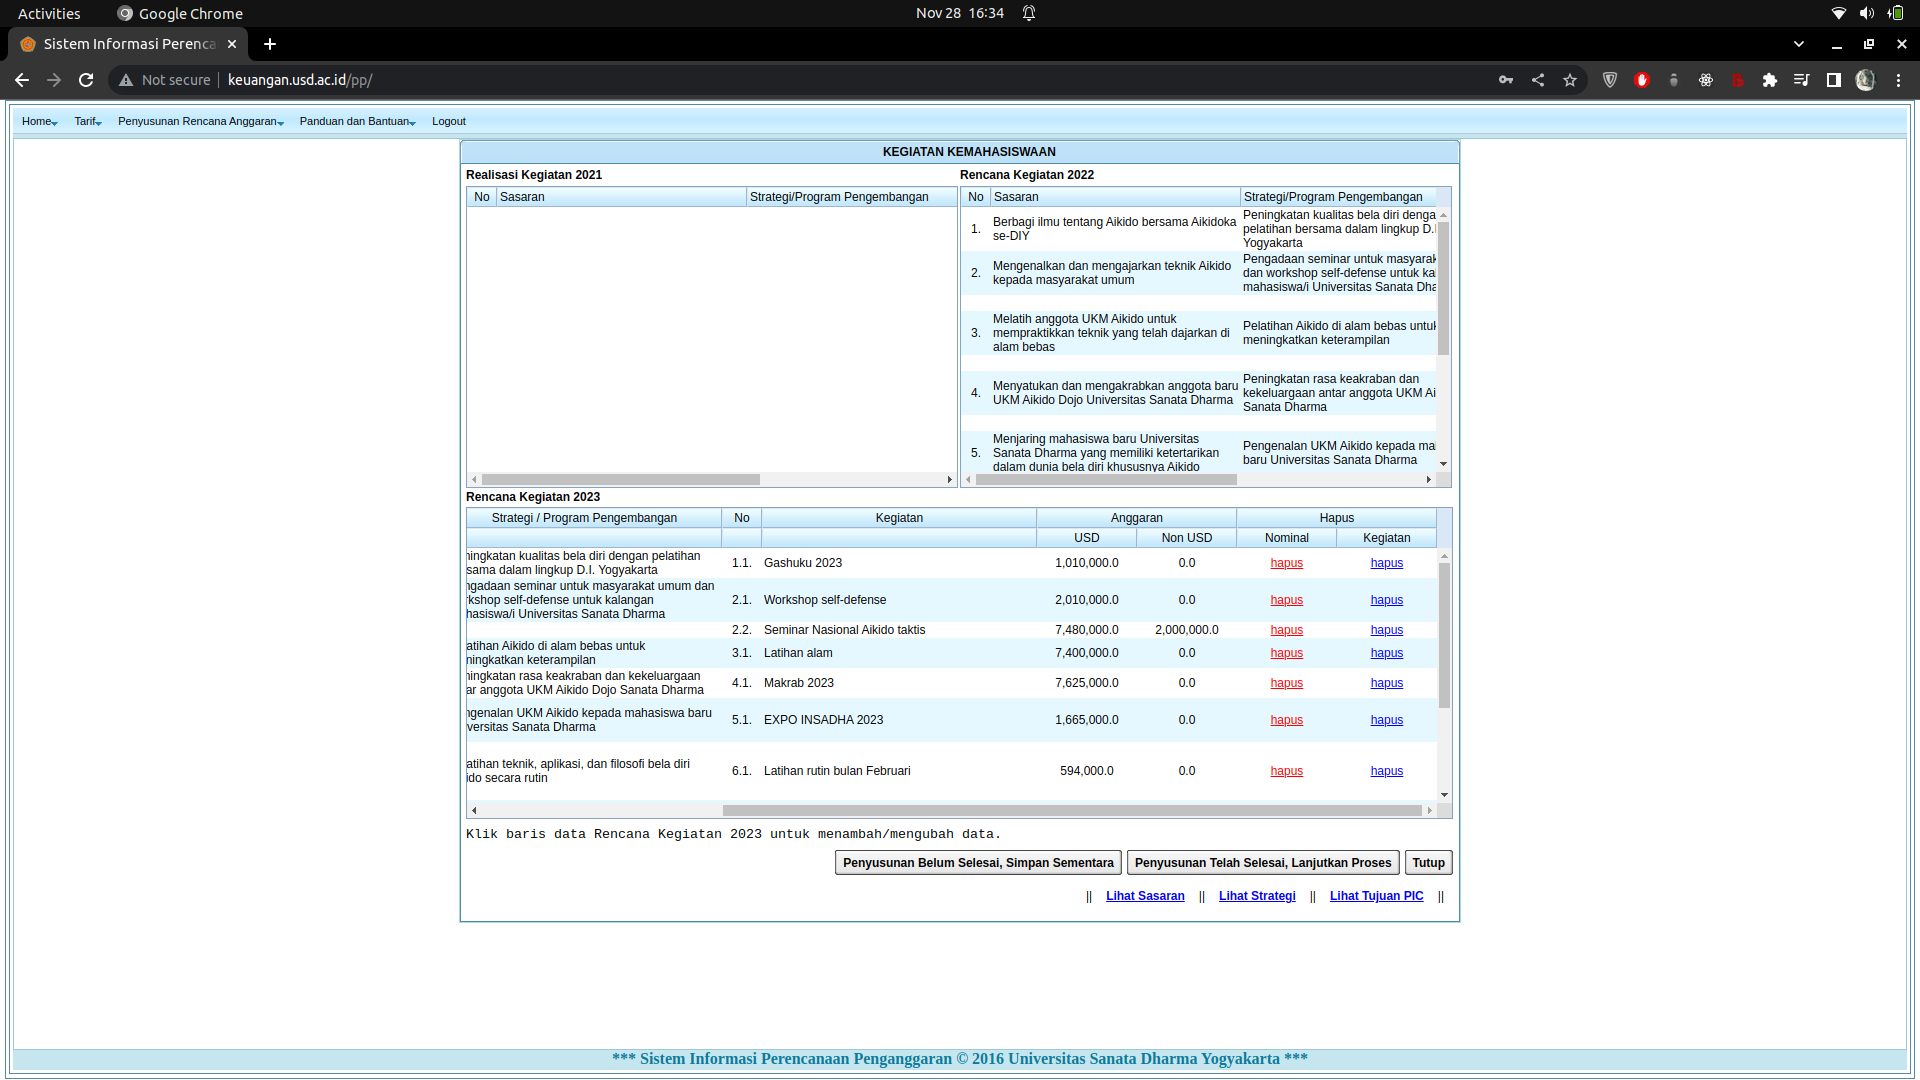 Activities
Google Chrome
Nov 28 16:34
Sistem Informasi Perenca
Not secure
keuangan.usd.ac.id/pp/
Home
Tarif
Penyusunan Rencana Anggaran
Panduan dan Bantuan
Logout
KEGIATAN KEMAHASISWAAN
Realisasi Kegiatan 2021
No Sasaran Strategi/Program Pengembangan
Rencana Kegiatan 2022
No Sasaran Strategi/Program Pengembangan
1.
Berbagi ilmu tentang Aikido bersama Aikidoka
se-DIY
Peningkatan kualitas bela diri denga
pelatihan bersama dalam lingkup D.I
Yogyakarta
2.
Mengenalkan dan mengajarkan teknik Aikido
kepada masyarakat umum
Pengadaan seminar untuk masyarak
dan workshop self-defense untuk kal
mahasiswa/i Universitas Sanata Dha
3.
Melatih anggota UKM Aikido untuk
mempraktikkan teknik yang telah dajarkan di
alam bebas
Pelatihan Aikido di alam bebas untuk
meningkatkan keterampilan
4.
Menyatukan dan mengakrabkan anggota baru
UKM Aikido Dojo Universitas Sanata Dharma
Peningkatan rasa keakraban dan
kekeluargaan antar anggota UKM Ai
Sanata Dharma
5.
Menjaring mahasiswa baru Universitas
Sanata Dharma yang memiliki ketertarikan
dalam dunia bela diri khususnya Aikido
Pengenalan UKM Aikido kepada mal
baru Universitas Sanata Dharma
Rencana Kegiatan 2023
Strategi / Program Pengembangan No Kegiatan Anggaran Hapus
USD Non USD Nominal Kegiatan
ningkatan kualitas bela diri dengan pelatihan
sama dalam lingkup D.I. Yogyakarta
1.1. Gashuku 2023 1,010,000.0 0.0 hapus hapus
ngadaan seminar untuk masyarakat umum dan
rkshop self-defense untuk kalangan
hasiswa/i Universitas Sanata Dharma
2.1. Workshop self-defense 2,010,000.0 0.0 hapus hapus
2.2. Seminar Nasional Aikido taktis 7,480,000.0 2,000,000.0 hapus hapus
atihan Aikido di alam bebas untuk
ningkatkan keterampilan
3.1. Latihan alam 7,400,000.0 0.0 hapus hapus
ningkatan rasa keakraban dan kekeluargaan
ar anggota UKM Aikido Dojo Sanata Dharma
4.1. Makrab 2023 7,625,000.0 0.0 hapus hapus
ngenalan UKM Aikido kepada mahasiswa baru
versitas Sanata Dharma
5.1. EXPO INSADHA 2023 1,665,000.0 0.0 hapus hapus
atihan teknik, aplikasi, dan filosofi bela diri
ido secara rutin
6.1. Latihan rutin bulan Februari 594,000.0 0.0 hapus hapus
Klik baris data Rencana Kegiatan 2023 untuk menambah/mengubah data.
Penyusunan Belum Selesai, Simpan Sementara
Penyusunan Telah Selesai, Lanjutkan Proses
Tutup
|| Lihat Sasaran || Lihat Strategi || Lihat Tujuan PIC ||
*** Sistem Informasi Perencanaan Penganggaran © 2016 Universitas Sanata Dharma Yogyakarta ***